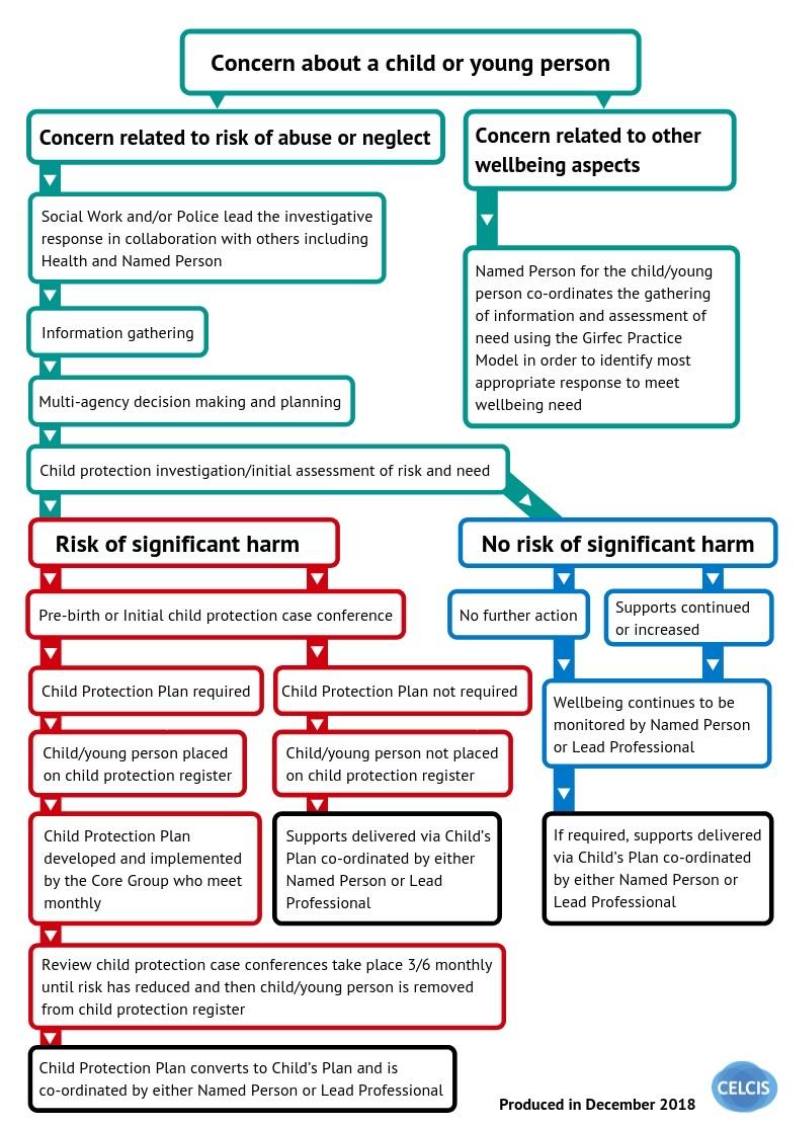 Concern about a child or young person
Concern related to risk of abuse or neglect
Concern related to other
wellbeing aspects
Social Work and/or Police lead the investigative
response in collaboration with others including
Health and Named Person
Named Person for the child/young
person co-ordinates the gathering
of information and assessment of
need using the Girfec Practice
Model in order to identify most
appropriate response to meet
wellbeing need
Information gathering
Multi-agency decision making and planning
Child protection investigation/initial assessment of risk and need
Risk of significant harm
No risk of significant harm
Pre-birth or Initial child protection case conference
No further action
Supports continued
or increased
Child Protection Plan required
Child Protection Plan not required
Wellbeing continues to be
monitored by Named Person
or Lead Professional
Child/young person placed
on child protection register
Child/young person not placed
on child protection register
Child Protection Plan
developed and implemented
by the Core Group who meet
monthly
Supports delivered via Child's
Plan co-ordinated by either
Named Person or Lead
Professional
If required, supports delivered
via Child's Plan co-ordinated
by either Named Person or
Lead Professional
Review child protection case conferences take place 3/6 monthly
until risk has reduced and then child/young person is removed
from child protection register
Child Protection Plan converts to Child's Plan and is
co-ordinated by either Named Person or Lead Professional
Produced in December 2018
CELCIS